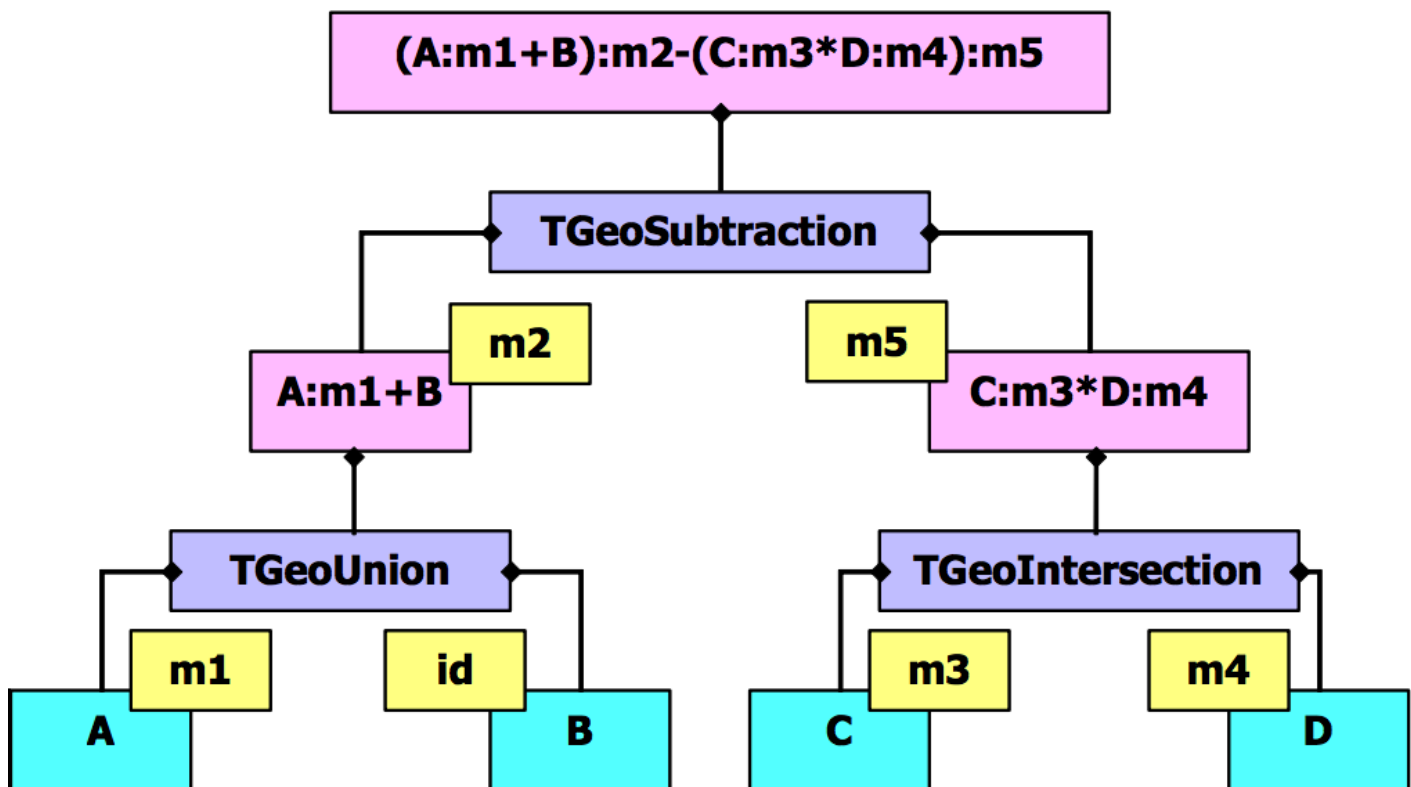 (A:m1+B):m2-(C:m3*D:m4):m5
TGeoSubtraction
m2
m5
A:m1+B
C:m3*D:m4
TGeoUnion
TGeoIntersection
m1
id
m3
m4
A
B
C
D